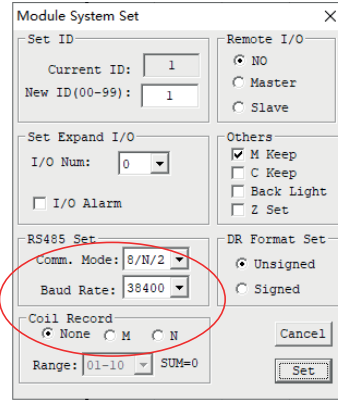 Module System Set
Set ID
Current ID: 1
New ID(00-99): 1
Remote I/O
NO
Master
Slave
Set Expand I/O
I/O Num: 0
I/O Alarm
Others
M Keep
C Keep
Back Light
Z Set
RS485 Set
Comm. Mode: 8/N/2
Baud Rate: 38400
DR Format Set
Unsigned
Signed
Coil Record
None M N
Range: 01-10 SUM=0
Cancel
Set